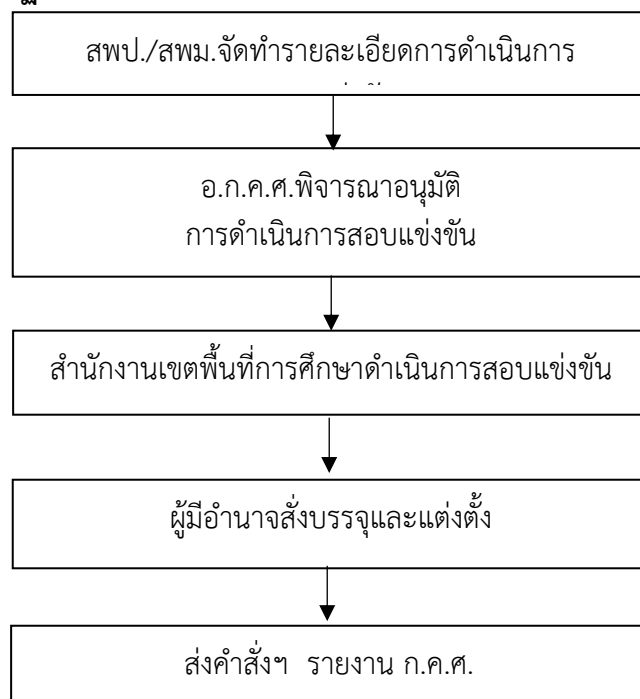 สพป./สพม.จัดทำรายละเอียดการดำเนินการ
อ.ก.ค.ศ.พิจารณาอนุมัติ
การดำเนินการสอบแข่งขัน
สำนักงานเขตพื้นที่การศึกษาดำเนินการสอบแข่งขัน
ผู้มีอำนาจสั่งบรรจุและแต่งตั้ง
ส่งคำสั่งฯ รายงาน ก.ค.ศ.